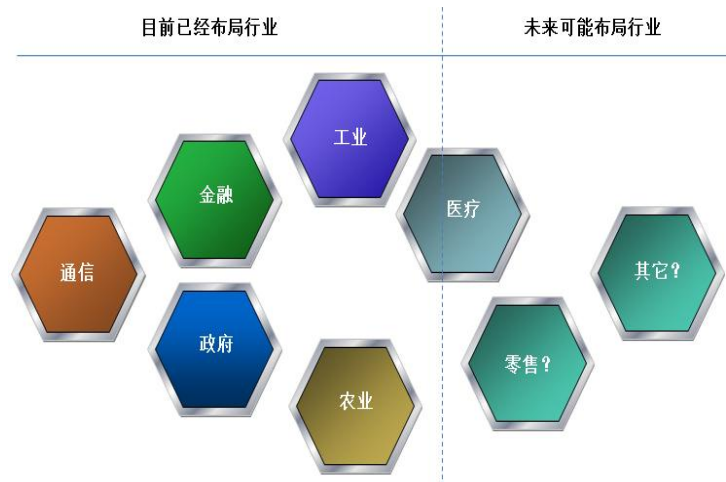 目前已经布局行业
未来可能布局行业
工业
金融
医疗
通信
其它？
政府
零售？
农业